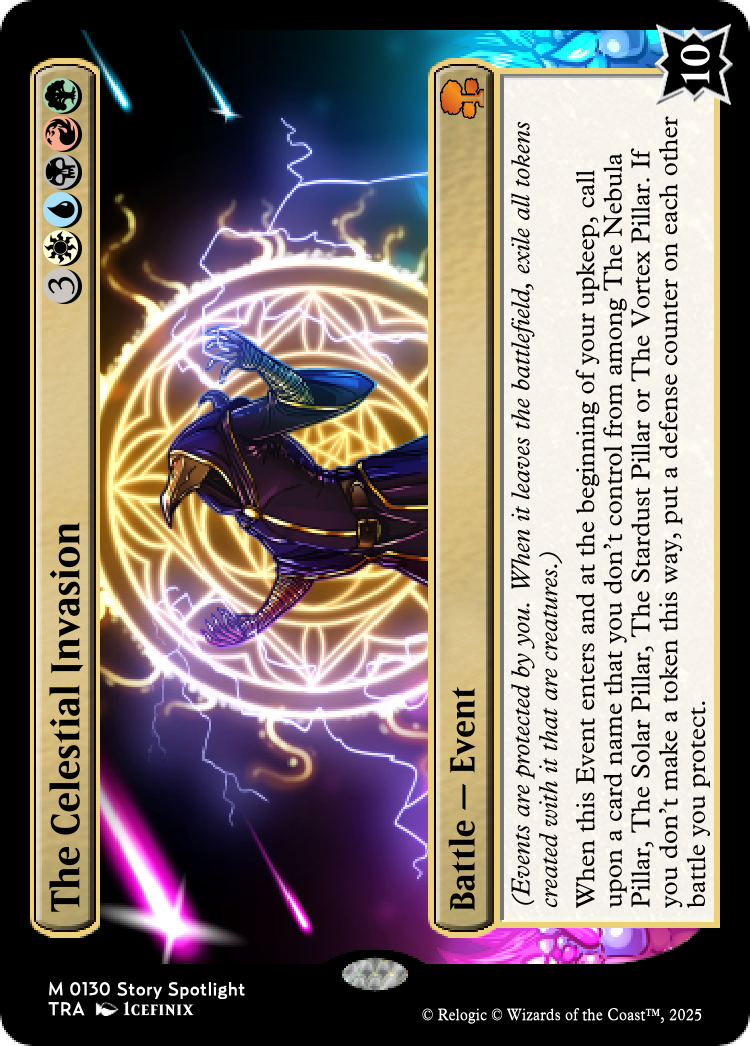 The Celestial Invasion
3
Battle — Event
(Events are protected by you. When it leaves the battlefield, exile all tokens
created with it that are creatures.)
When this Event enters and at the beginning of your upkeep, call
upon a card name that you don't control from among The Nebula
Pillar, The Solar Pillar, The Stardust Pillar or The Vortex Pillar. If
you don't make a token this way, put a defense counter on each other
battle you protect.
10
M 0130 Story Spotlight
TRA Icefinix
© Relogic © Wizards of the Coast™, 2025